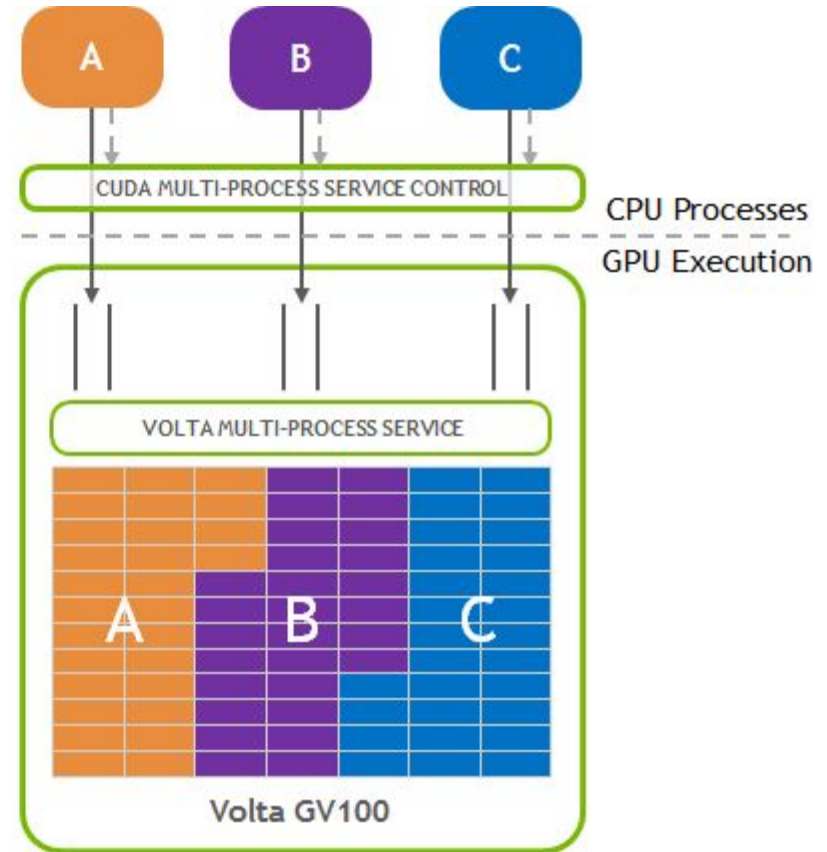 A
B
C
CUDA MULTI-PROCESS SERVICE CONTROL
CPU Processes
GPU Execution
VOLTA MULTI-PROCESS SERVICE
A
B
C
Volta GV100